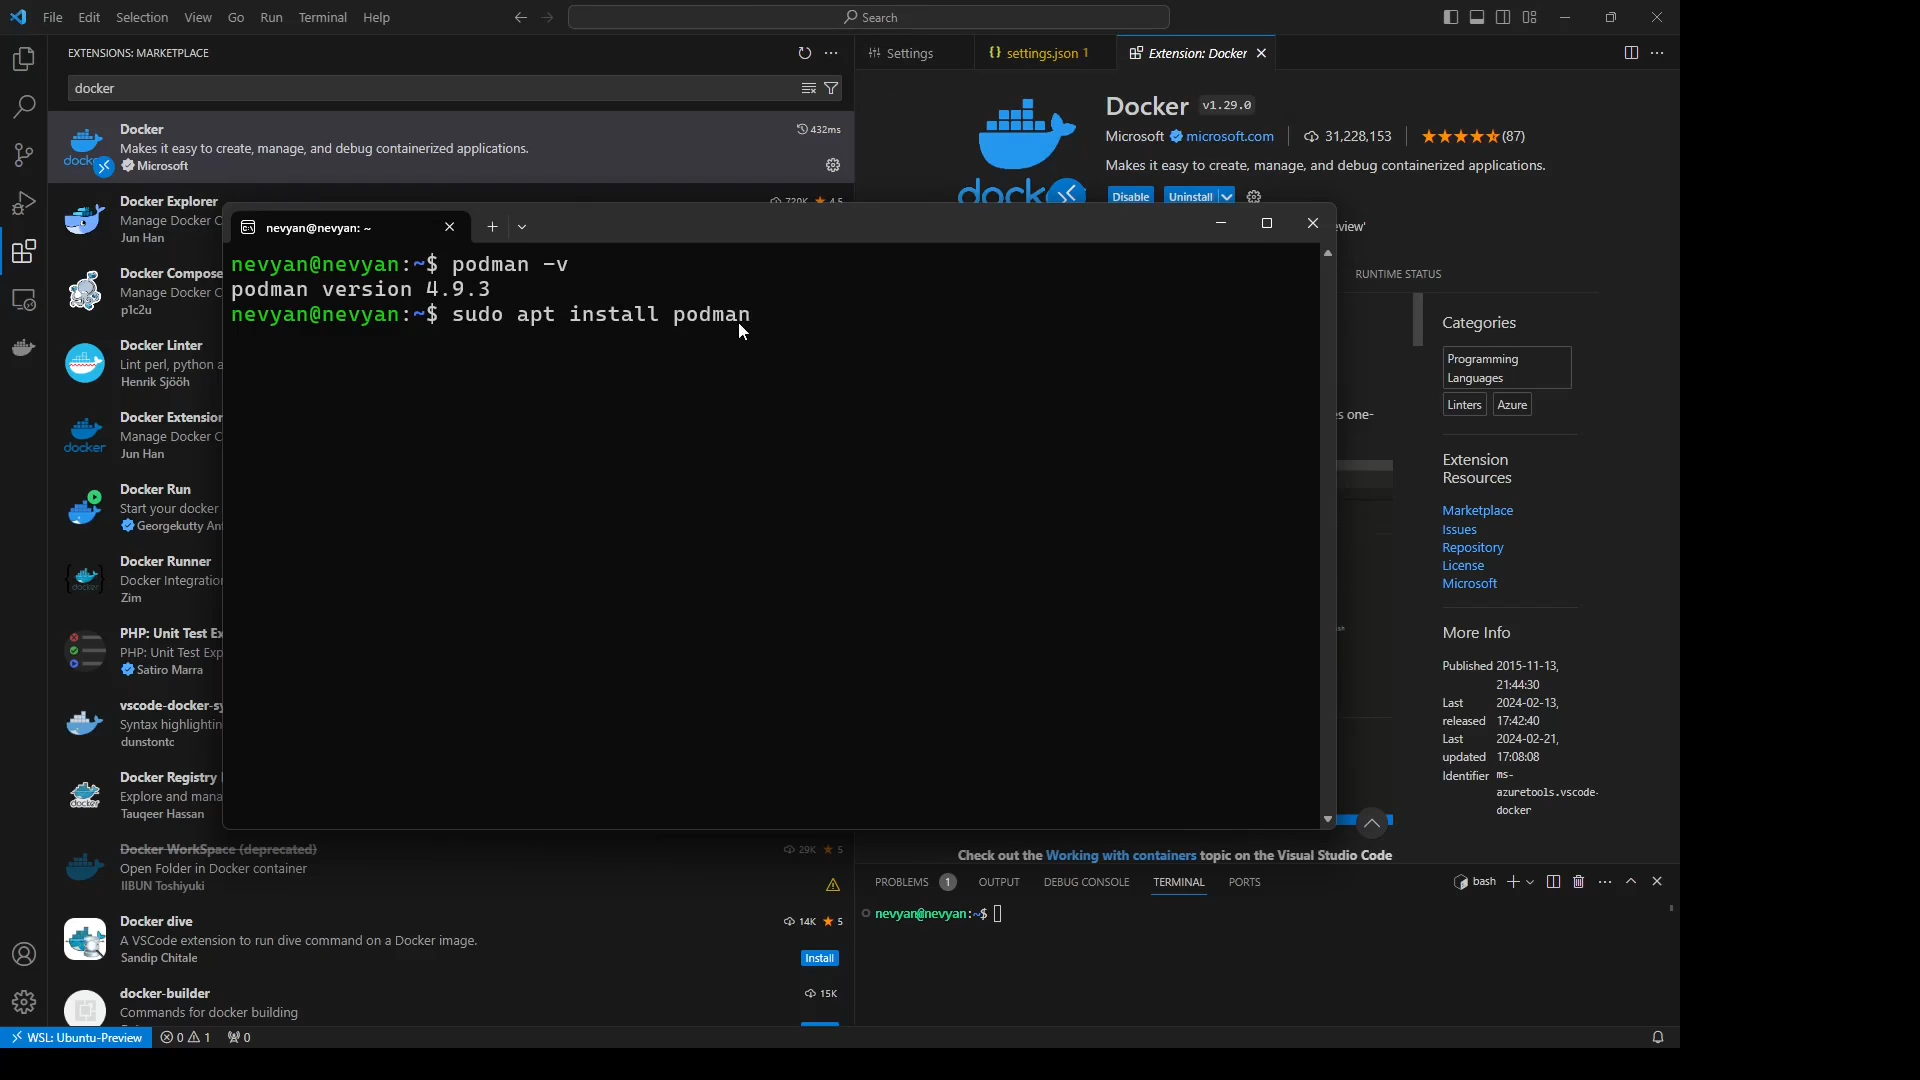 File Edit Selection View Go Run Terminal Help
Search
EXTENSIONS: MARKETPLACE
docker
Docker
432ms
Makes it easy to create, manage, and debug containerized applications.
Microsoft
Docker Explorer
Manage Docker C
Jun Han
Docker Compose
Manage Docker C
p1c2u
Docker Linter
Lint perl, python a
Henrik Sjööh
Docker Extension
Manage Docker C
Jun Han
Docker Run
Start your docker
Georgekutty An
Docker Runner
Docker Integration
Zim
PHP: Unit Test Ex
PHP: Unit Test Exp
Satiro Marra
vscode-docker-sy
Syntax highlightin
dunstontc
Docker Registry
Explore and mana
Tauqeer Hassan
Docker WorkSpace (deprecated)
29K 5
Open Folder in Docker container
IIBUN Toshiyuki
Docker dive
14K 5
A VSCode extension to run dive command on a Docker image.
Sandip Chitale
Install
docker-builder
15K
Commands for docker building
Settings
settings.json 1
Extension: Docker
docker
Docker v1.29.0
Microsoft microsoft.com 31,228,153 (87)
Makes it easy to create, manage, and debug containerized applications.
Disable Uninstall
view'
RUNTIME STATUS
nevyan@nevyan: ~
nevyan@nevyan:~$ podman -v
podman version 4.9.3
nevyan@nevyan:~$ sudo apt install podman
s one-
Categories
Programming
Languages
Linters Azure
Extension
Resources
Marketplace
Issues
Repository
License
Microsoft
More Info
Published 2015-11-13,
21:44:30
Last 2024-02-13,
released 17:42:40
Last 2024-02-21,
updated 17:08:08
Identifier ms-
azuretools.vscode-
docker
Check out the Working with containers topic on the Visual Studio Code
PROBLEMS 1 OUTPUT DEBUG CONSOLE TERMINAL PORTS
bash
nevyan@nevyan:~$
WSL: Ubuntu-Preview 0 1 0